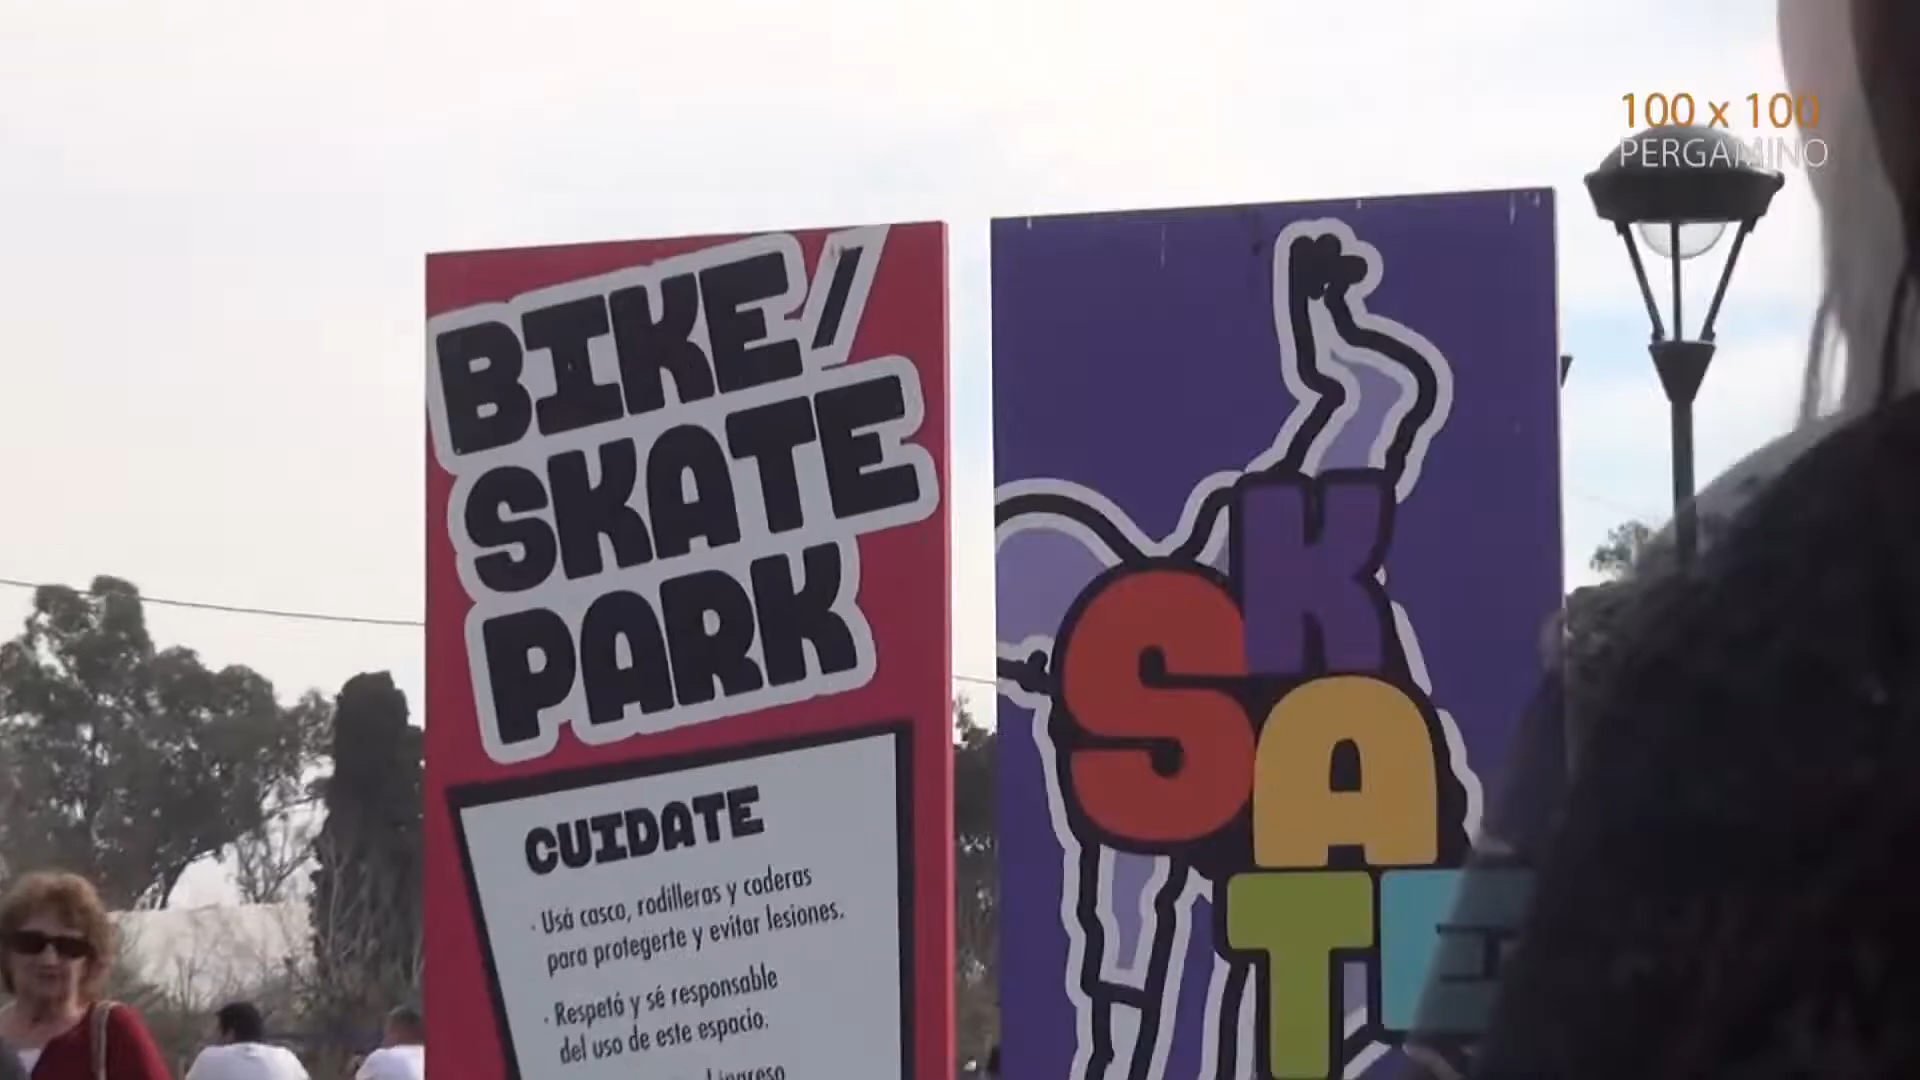 100 x 100
PERGAMINO
BIKE/
SKATE
PARK
CUIDATE
· Usá casco, rodilleras y coderas
para protegerte y evitar lesiones.
· Respetá y sé responsable
del uso de este espacio.
SK
A
T